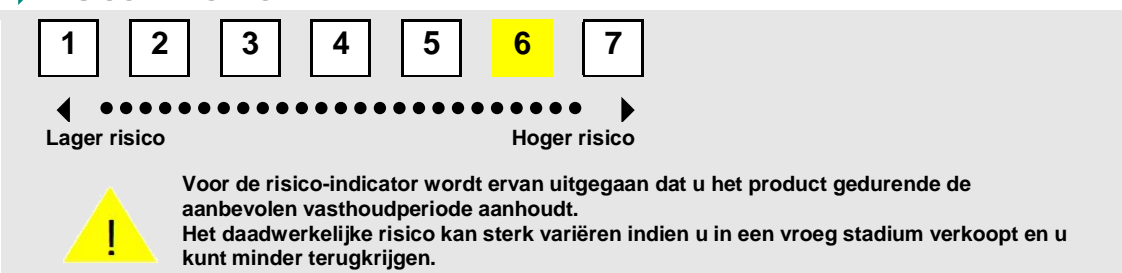 1 2 3 4 5 6 7
Lager risico Hoger risico
!
Voor de risico-indicator wordt ervan uitgegaan dat u het product gedurende de
aanbevolen vasthoudperiode aanhoudt.
Het daadwerkelijke risico kan sterk variëren indien u in een vroeg stadium verkoopt en u
kunt minder terugkrijgen.